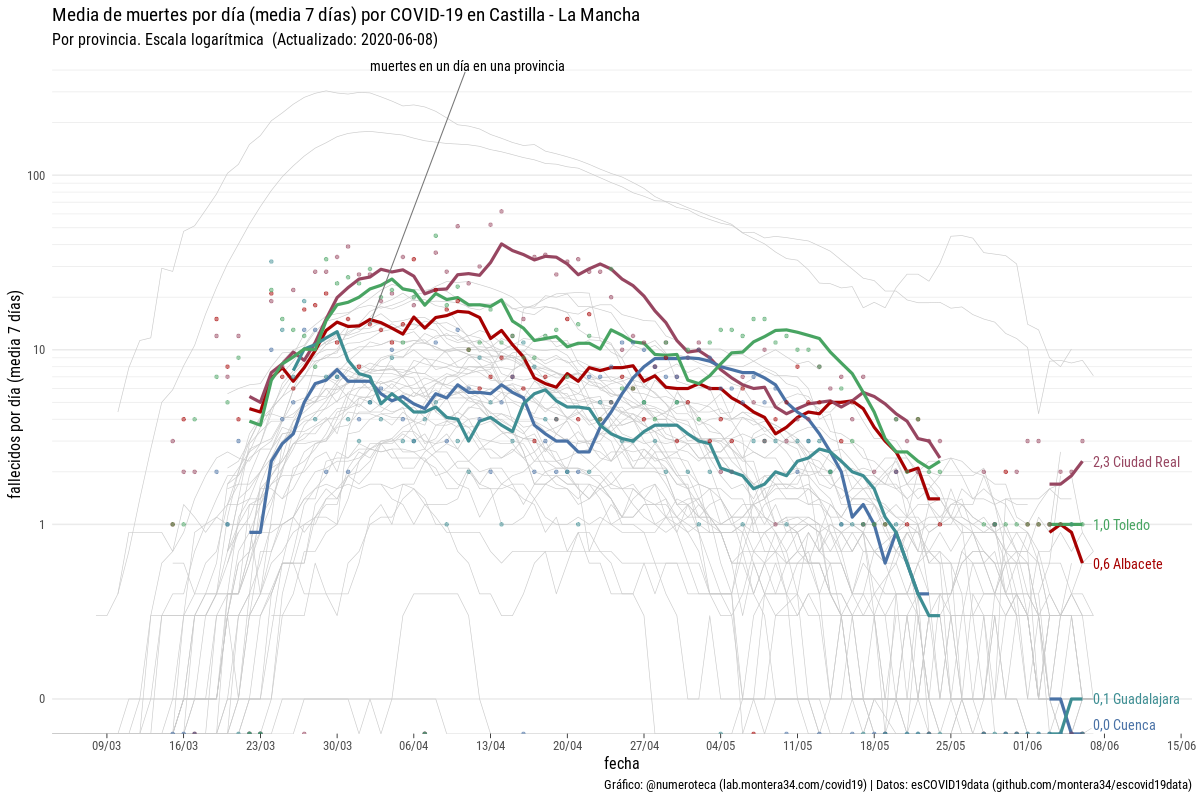 Media de muertes por día (media 7 días) por COVID-19 en Castilla - La Mancha
Por provincia. Escala logarítmica (Actualizado: 2020-06-08)
muertes en un día en una provincia
fallecidos por día (media 7 días)
100
10
1
0
2,3 Ciudad Real
1,0 Toledo
0,6 Albacete
0,1 Guadalajara
0,0 Cuenca
09/03
16/03
23/03
30/03
06/04
13/04
20/04
27/04
04/05
11/05
18/05
25/05
01/06
08/06
15/06
fecha
Gráfico: @numeroteca (lab.montera34.com/covid19) | Datos: esCOVID19data (github.com/montera34/escovid19data)